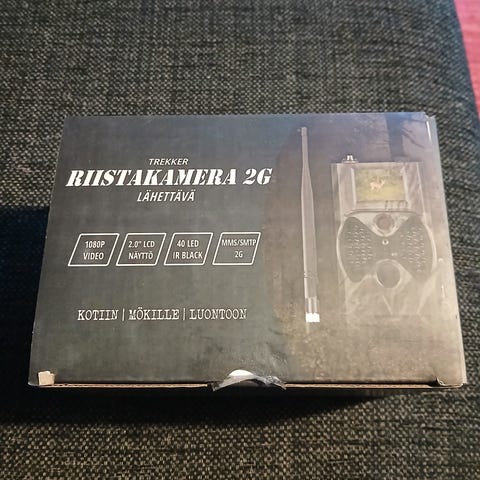 TREKKER
RIISTAKAMERA 2G
LÄHETTÄVÄ
1080P VIDEO
2.0" LCD NÄYTTÖ
40 LED IR BLACK
MMS/SMTP 2G
KOTIIN | MÖKILLE | LUONTOON